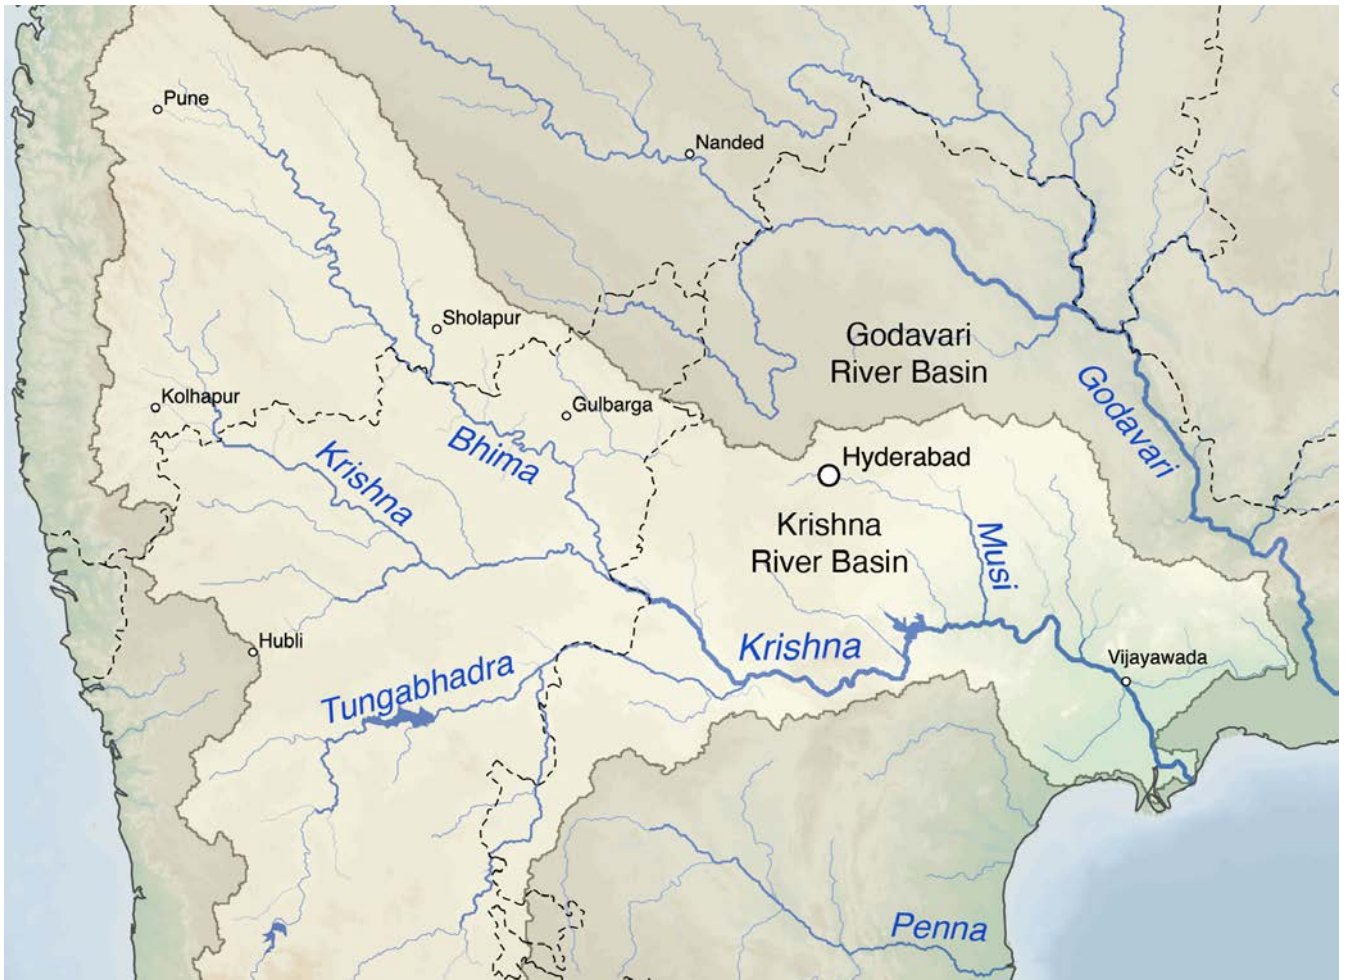 Pune
Nanded
Sholapur
Godavari
River Basin
Godavari
Kolhapur
Gulbarga
Krishna
Bhima
Hyderabad
Krishna
River Basin
Musi
Hubli
Krishna
Vijayawada
Tungabhadra
Penna